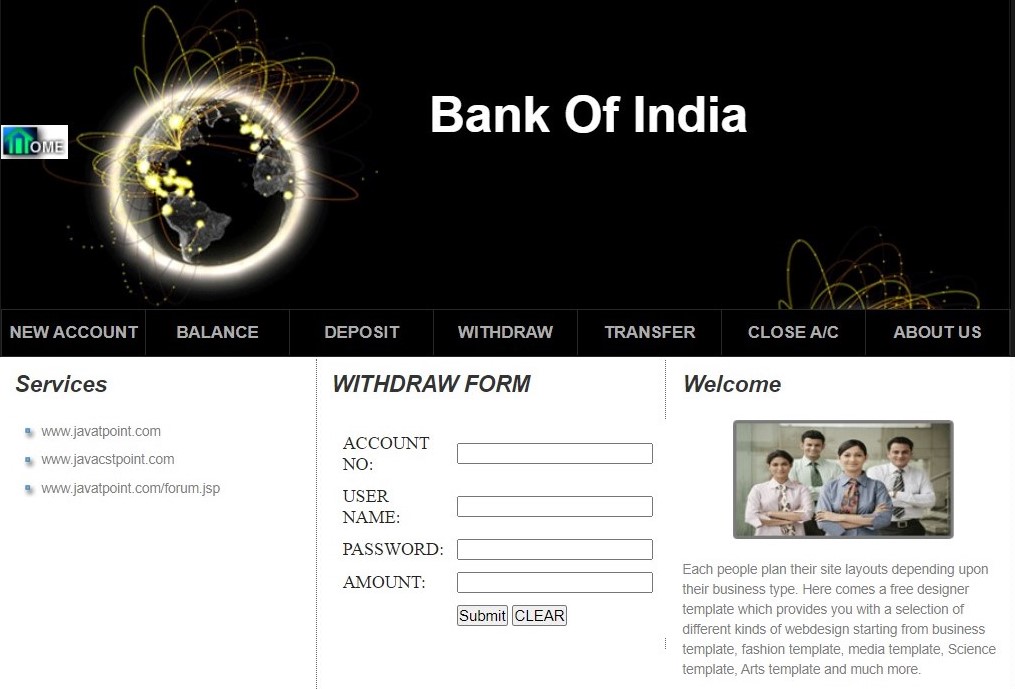 Bank Of India
HOME
NEW ACCOUNT
BALANCE
DEPOSIT
WITHDRAW
TRANSFER
CLOSE A/C
ABOUT US
Services
www.javatpoint.com
www.javacstpoint.com
www.javatpoint.com/forum.jsp
WITHDRAW FORM
ACCOUNT
NO:
USER
NAME:
PASSWORD:
AMOUNT:
Submit CLEAR
Welcome
Each people plan their site layouts depending upon
their business type. Here comes a free designer
template which provides you with a selection of
different kinds of webdesign starting from business
template, fashion template, media template, Science
template, Arts template and much more.